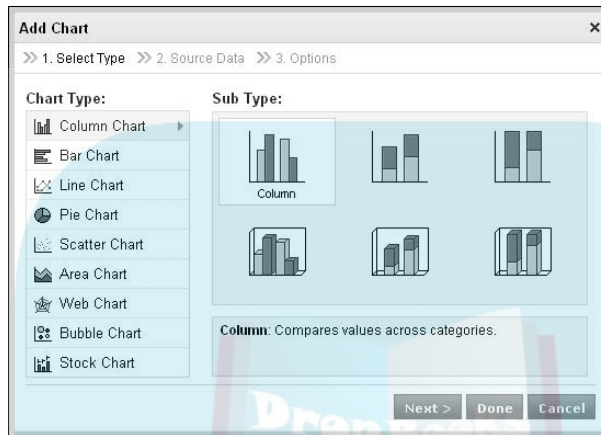 Add Chart
1. Select Type 2. Source Data 3. Options
Chart Type:
Column Chart
Bar Chart
Line Chart
Pie Chart
Scatter Chart
Area Chart
Web Chart
Bubble Chart
Stock Chart
Sub Type:
Column
Column: Compares values across categories.
Next > Done Cancel